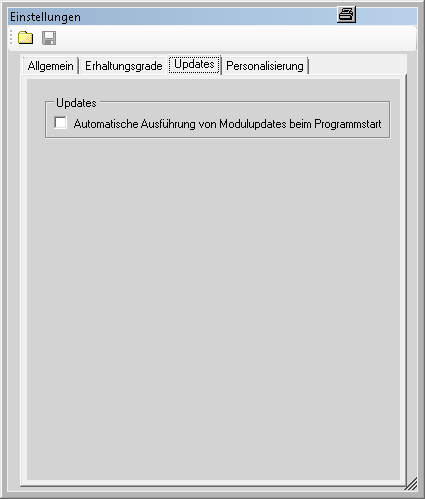 Einstellungen
Allgemein Erhaltungsgrade Updates Personalisierung
Updates
Automatische Ausführung von Modulupdates beim Programmstart